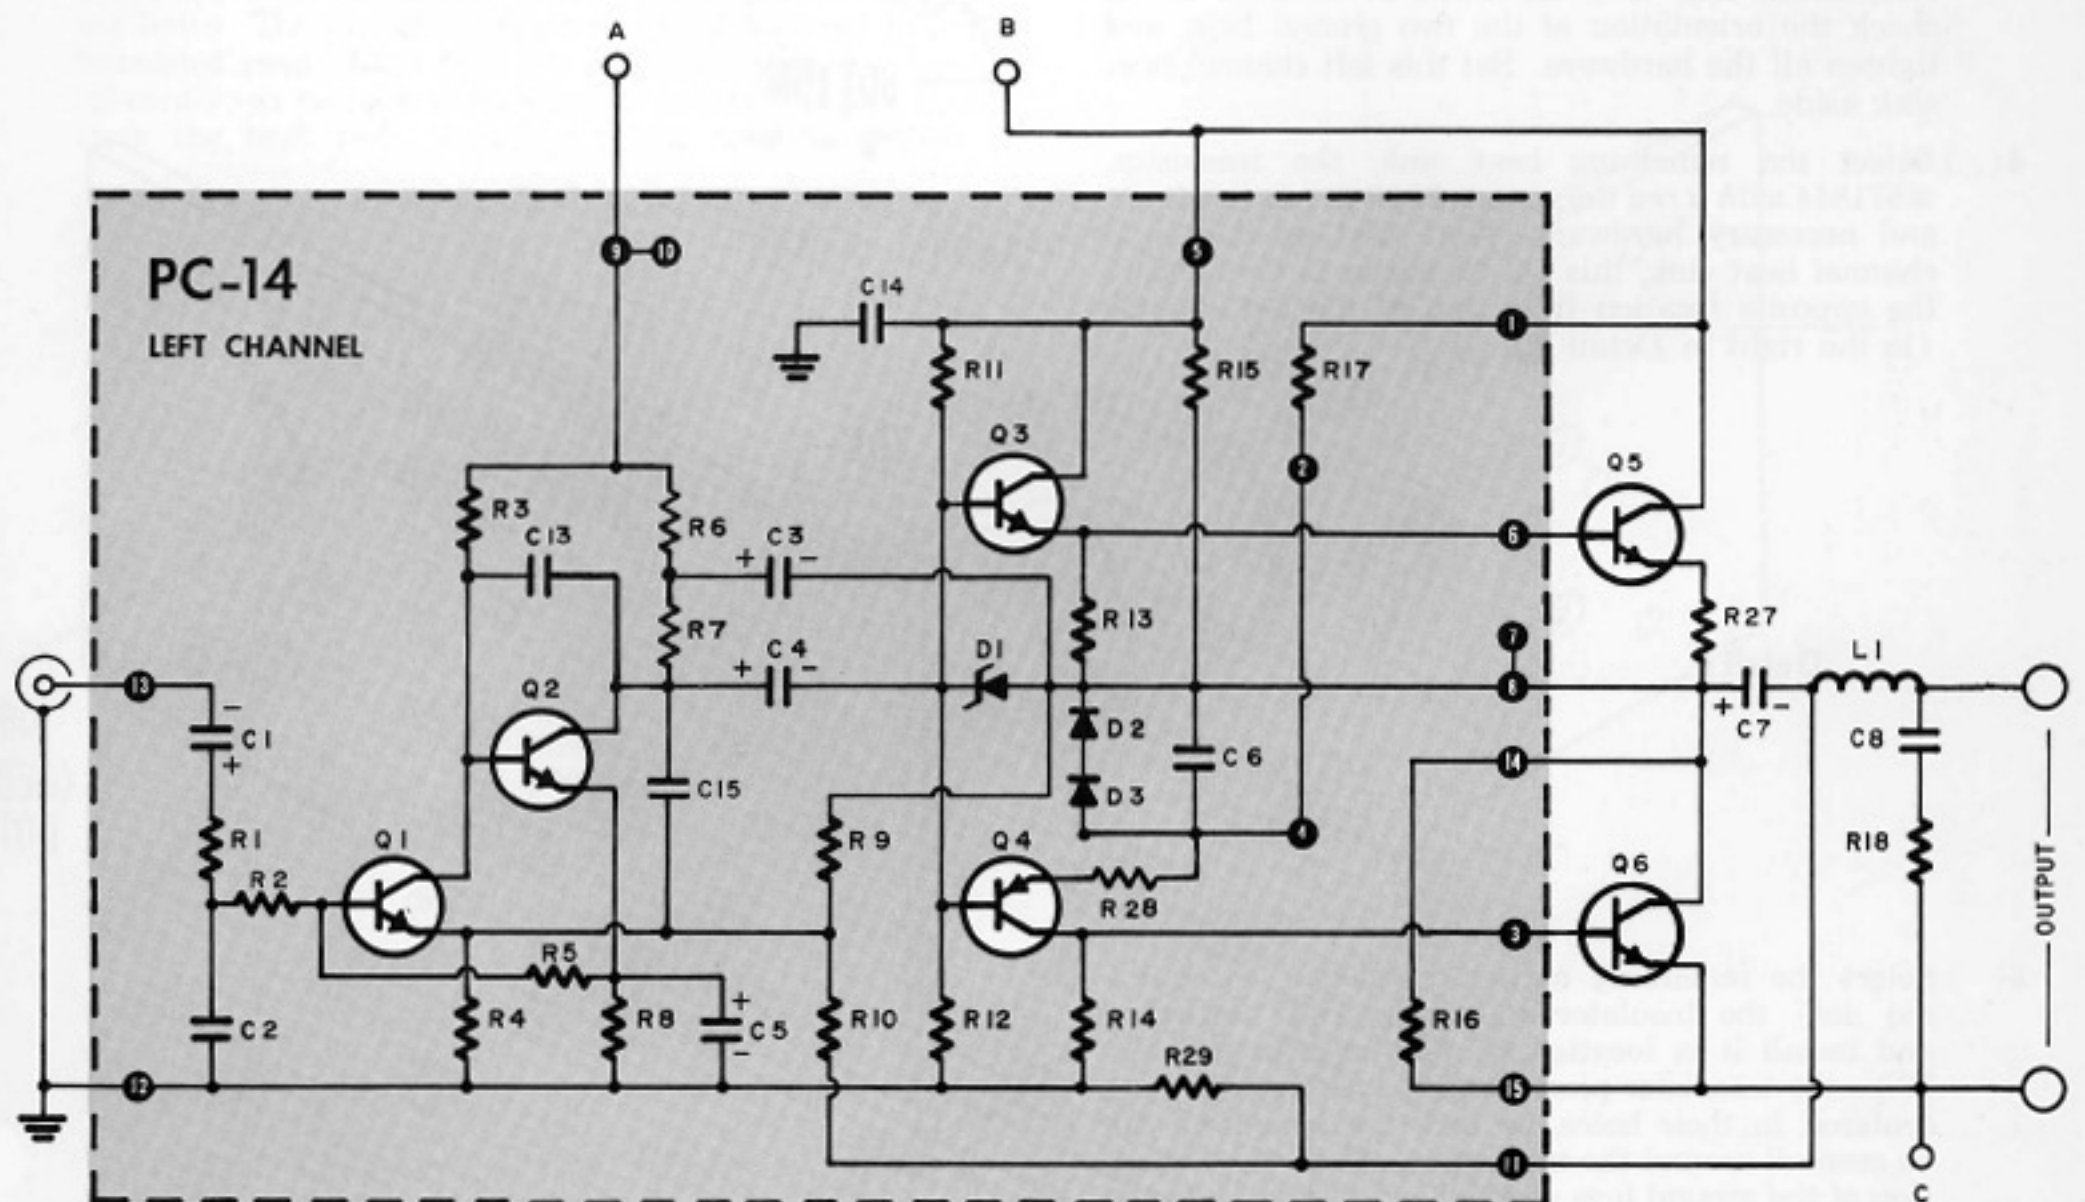 A
B
9
10
5
PC-14
LEFT CHANNEL
C14
1
R11
R15
R17
Q3
2
Q5
R3
C13
R6
C3
+ −
6
R13
R27
R7
7
C4
+ −
D1
L1
13
8
Q2
−
C1
+
D2
C6
+ −
C7
C8
14
C15
D3
R1
Q1
R9
Q4
4
Q6
R18
R2
R28
3
OUTPUT
R5
+
C2
R4
R8
C5
−
R10
R12
R14
R16
R29
12
15
11
C